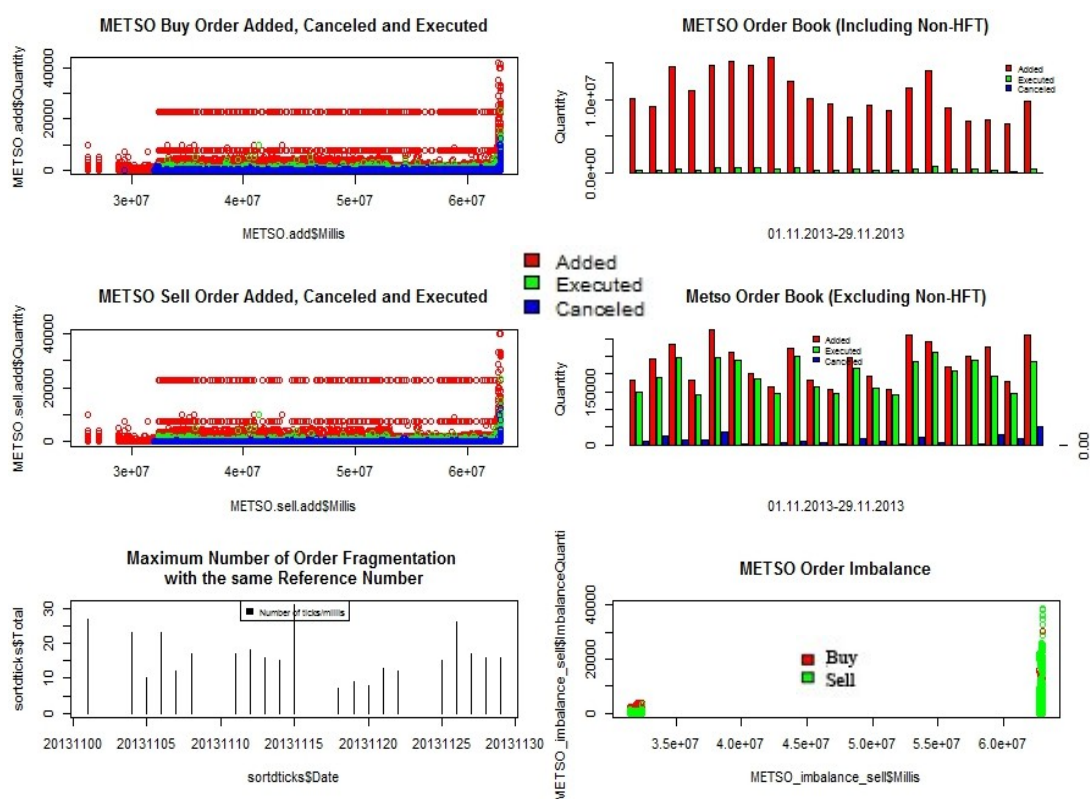 METSO Buy Order Added, Canceled and Executed
METSO.add$Quantity
40000
20000
0
3e+07
4e+07
5e+07
6e+07
METSO.add$Millis
METSO Order Book (Including Non-HFT)
Quantity
1.0e+07
0.0e+00
Added
Executed
Canceled
01.11.2013-29.11.2013
Added
Executed
Canceled
METSO Sell Order Added, Canceled and Executed
METSO.sell.add$Quantity
40000
20000
0
3e+07
4e+07
5e+07
6e+07
METSO.sell.add$Millis
Metso Order Book (Excluding Non-HFT)
Quantity
150000
0
Added
Executed
Canceled
0.00
01.11.2013-29.11.2013
Maximum Number of Order Fragmentation
with the same Reference Number
sortdticks$Total
30
20
10
0
Number of ticks/millis
20131100
20131105
20131110
20131115
20131120
20131125
20131130
sortdticks$Date
METSO Order Imbalance
METSO_imbalance_sell$ImbalanceQuanti
40000
20000
0
Buy
Sell
3.5e+07
4.0e+07
4.5e+07
5.0e+07
5.5e+07
6.0e+07
METSO_imbalance_sell$Millis